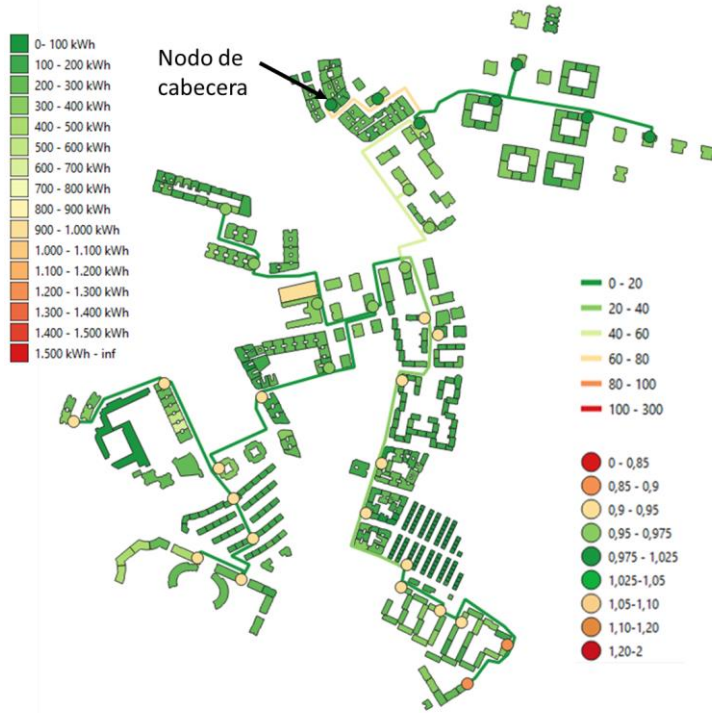 Nodo de
cabecera
0- 100 kWh
100 - 200 kWh
200 - 300 kWh
300 - 400 kWh
400 - 500 kWh
500 - 600 kWh
600 - 700 kWh
700 - 800 kWh
800 - 900 kWh
900 - 1.000 kWh
1.000 - 1.100 kWh
1.100 - 1.200 kWh
1.200 - 1.300 kWh
1.300 - 1.400 kWh
1.400 - 1.500 kWh
1.500 kWh - inf
0 - 20
20 - 40
40 - 60
60 - 80
80 - 100
100 - 300
0 - 0,85
0,85 - 0,9
0,9 - 0,95
0,95 - 0,975
0,975 - 1,025
1,025-1,05
1,05-1,10
1,10-1,20
1,20-2